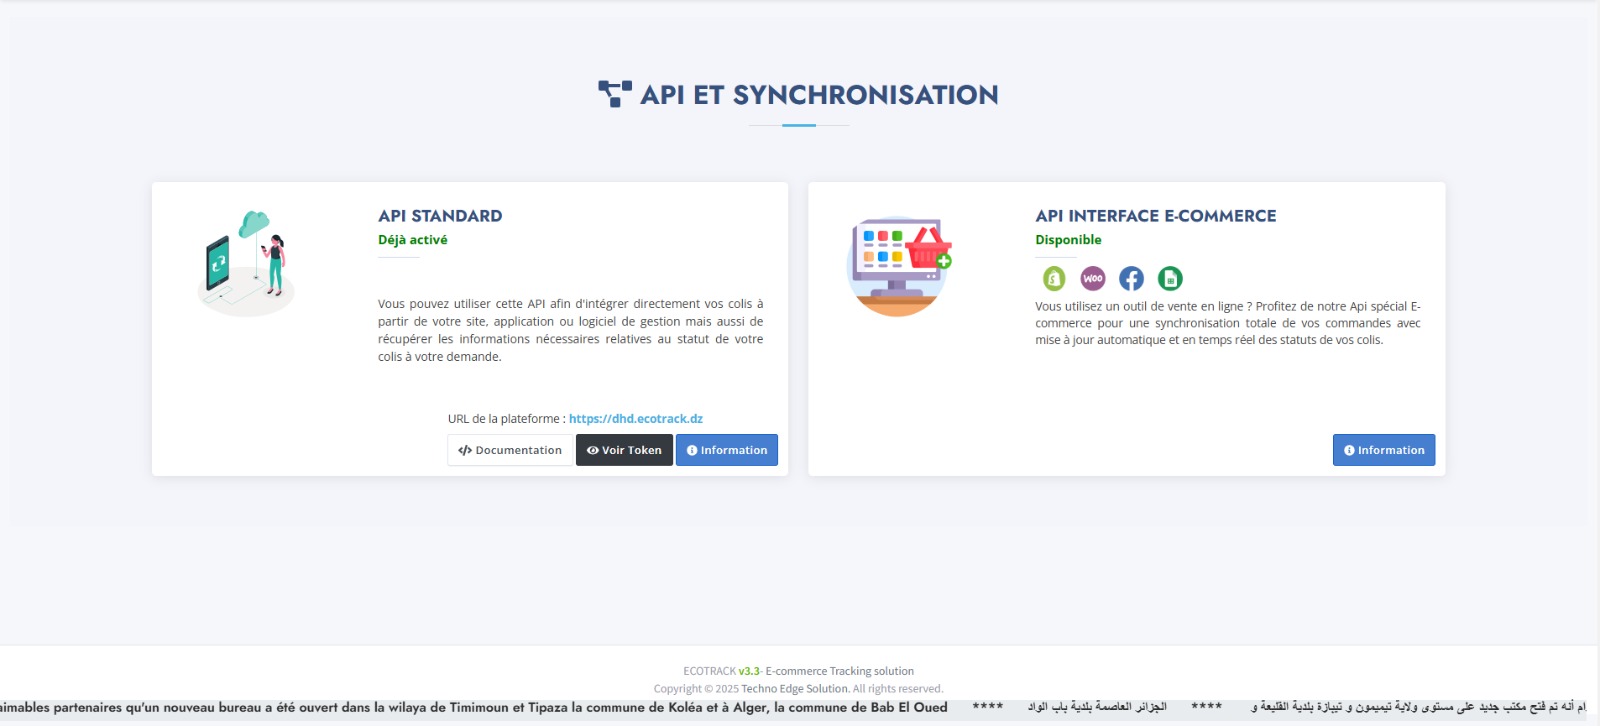 API ET SYNCHRONISATION
API STANDARD
Déjà activé
Vous pouvez utiliser cette API afin d'intégrer directement vos colis à
partir de votre site, application ou logiciel de gestion mais aussi de
récupérer les informations nécessaires relatives au statut de votre
colis à votre demande.
URL de la plateforme : https://dhd.ecotrack.dz
Documentation
Voir Token
Information
API INTERFACE E-COMMERCE
Disponible
Woo
Vous utilisez un outil de vente en ligne ? Profitez de notre Api spécial E-
commerce pour une synchronisation totale de vos commandes avec
mise à jour automatique et en temps réel des statuts de vos colis.
Information
ECOTRACK v3.3- E-commerce Tracking solution
Copyright © 2025 Techno Edge Solution. All rights reserved.
aimables partenaires qu'un nouveau bureau a été ouvert dans la wilaya de Timimoun et Tipaza la commune de Koléa et à Alger, la commune de Bab El Oued **** الجزائر العاصمة بلدية باب الواد **** أنه تم فتح مكتب جديد على مستوى ولاية تيميمون و تيبازة بلدية القليعة و